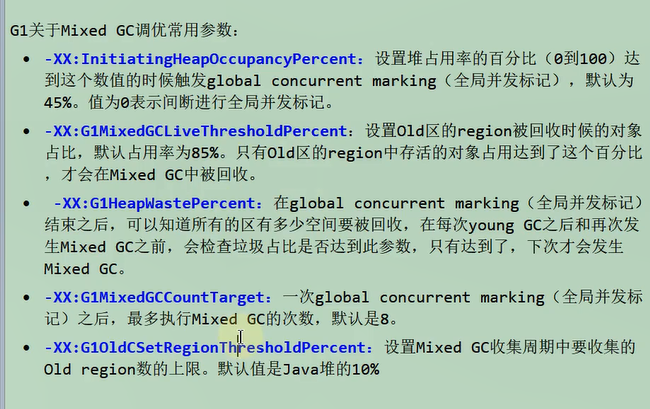 G1关于Mixed GC调优常用参数：
• -XX:InitiatingHeapOccupancyPercent：设置堆占用率的百分比（0到100）达
到这个数值的时候触发global concurrent marking（全局并发标记），默认为
45%。值为0表示间断进行全局并发标记。
• -XX:G1MixedGCLiveThresholdPercent：设置Old区的region被回收时候的对象
占比，默认占用率为85%。只有Old区的region中存活的对象占用达到了这个百分比
，才会在Mixed GC中被回收。
• -XX:G1HeapWastePercent：在global concurrent marking（全局并发标记）
结束之后，可以知道所有的区有多少空间要被回收，在每次young GC之后和再次发
生Mixed GC之前，会检查垃圾占比是否达到此参数，只有达到了，下次才会发生
Mixed GC。
• -XX:G1MixedGCCountTarget：一次global concurrent marking（全局并发标
记）之后，最多执行Mixed GC的次数，默认是8。
• -XX:G1OldCSetRegionThresholdPercent：设置Mixed GC收集周期中要收集的
Old region数的上限。默认值是Java堆的10%